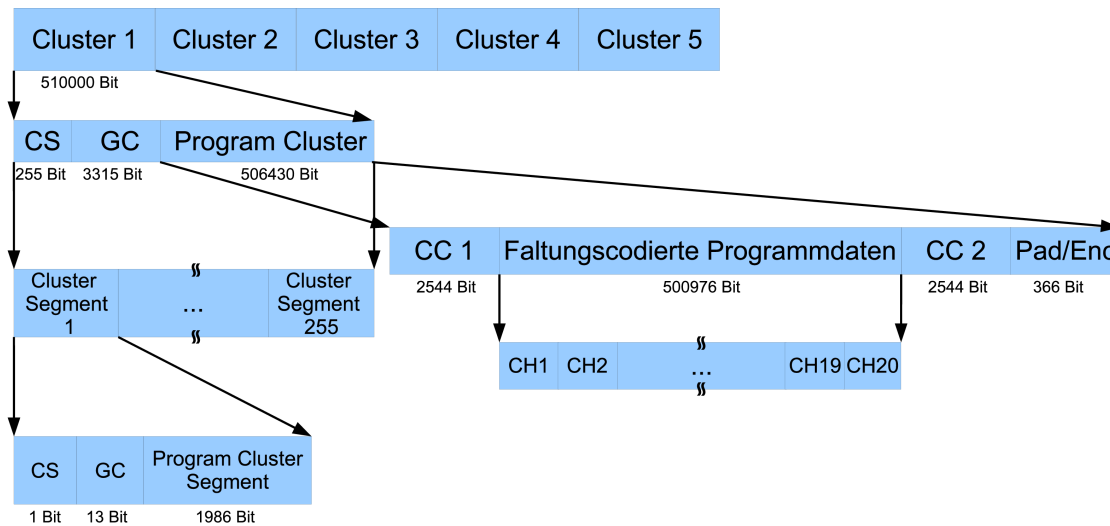 Cluster 1 Cluster 2 Cluster 3 Cluster 4 Cluster 5
510000 Bit
CS GC Program Cluster
255 Bit 3315 Bit 506430 Bit
CC 1 Faltungscodierte Programmdaten CC 2 Pad/End
2544 Bit 500976 Bit 2544 Bit 366 Bit
Cluster
Segment
1
...
Cluster
Segment
255
CH1 CH2 ... CH19 CH20
CS GC Program Cluster
Segment
1 Bit 13 Bit 1986 Bit